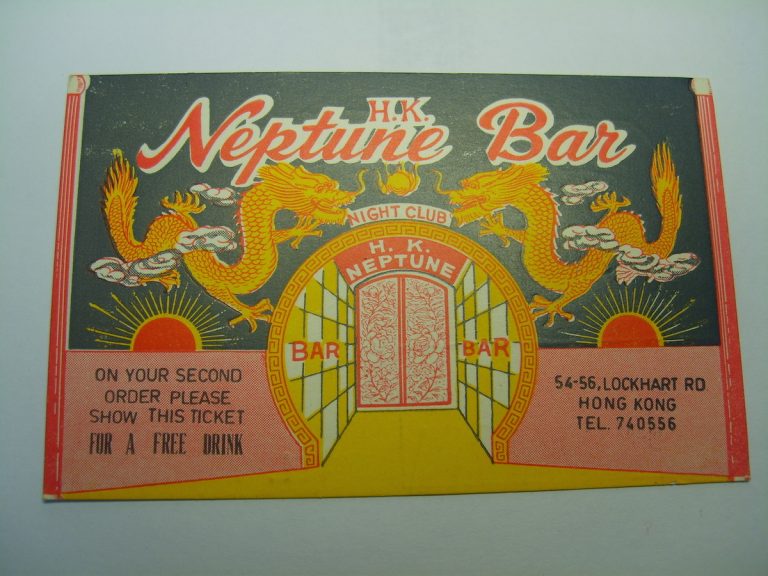 H.K.
Neptune Bar
NIGHT CLUB
H. K.
NEPTUNE
BAR BAR
ON YOUR SECOND
ORDER PLEASE
SHOW THIS TICKET
FOR A FREE DRINK
54-56, LOCKHART RD
HONG KONG
TEL. 740556